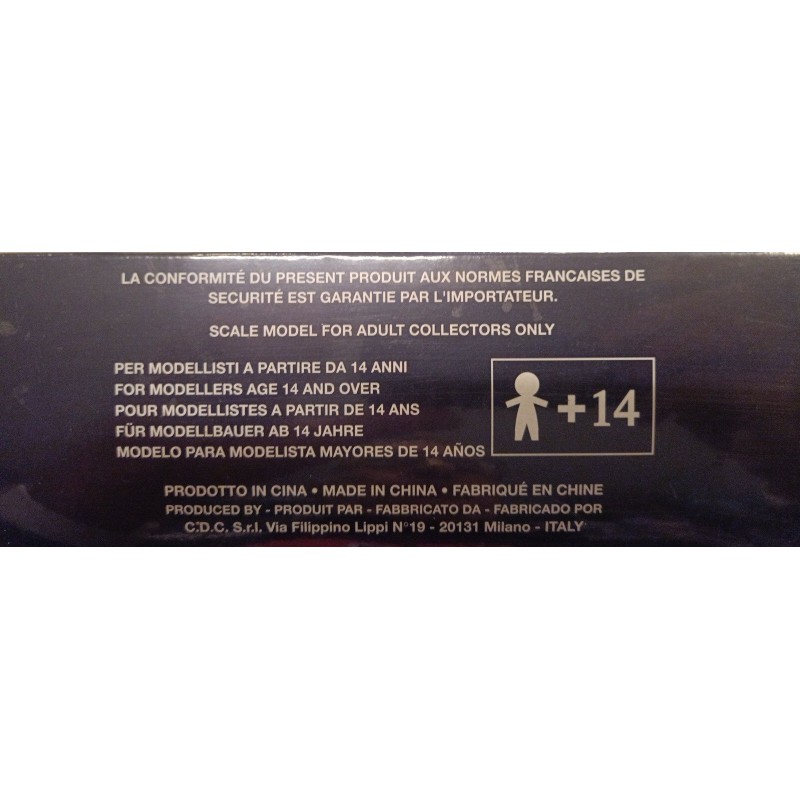 LA CONFORMITÉ DU PRESENT PRODUIT AUX NORMES FRANCAISES DE
SECURITÉ EST GARANTIE PAR L'IMPORTATEUR.
SCALE MODEL FOR ADULT COLLECTORS ONLY
PER MODELLISTI A PARTIRE DA 14 ANNI
FOR MODELLERS AGE 14 AND OVER
POUR MODELLISTES A PARTIR DE 14 ANS
FÜR MODELLBAUER AB 14 JAHRE
MODELO PARA MODELISTA MAYORES DE 14 AÑOS
+14
PRODOTTO IN CINA • MADE IN CHINA • FABRIQUÉ EN CHINE
PRODUCED BY - PRODUIT PAR - FABBRICATO DA - FABRICADO POR
C.D.C. S.r.l. Via Filippino Lippi N°19 - 20131 Milano - ITALY